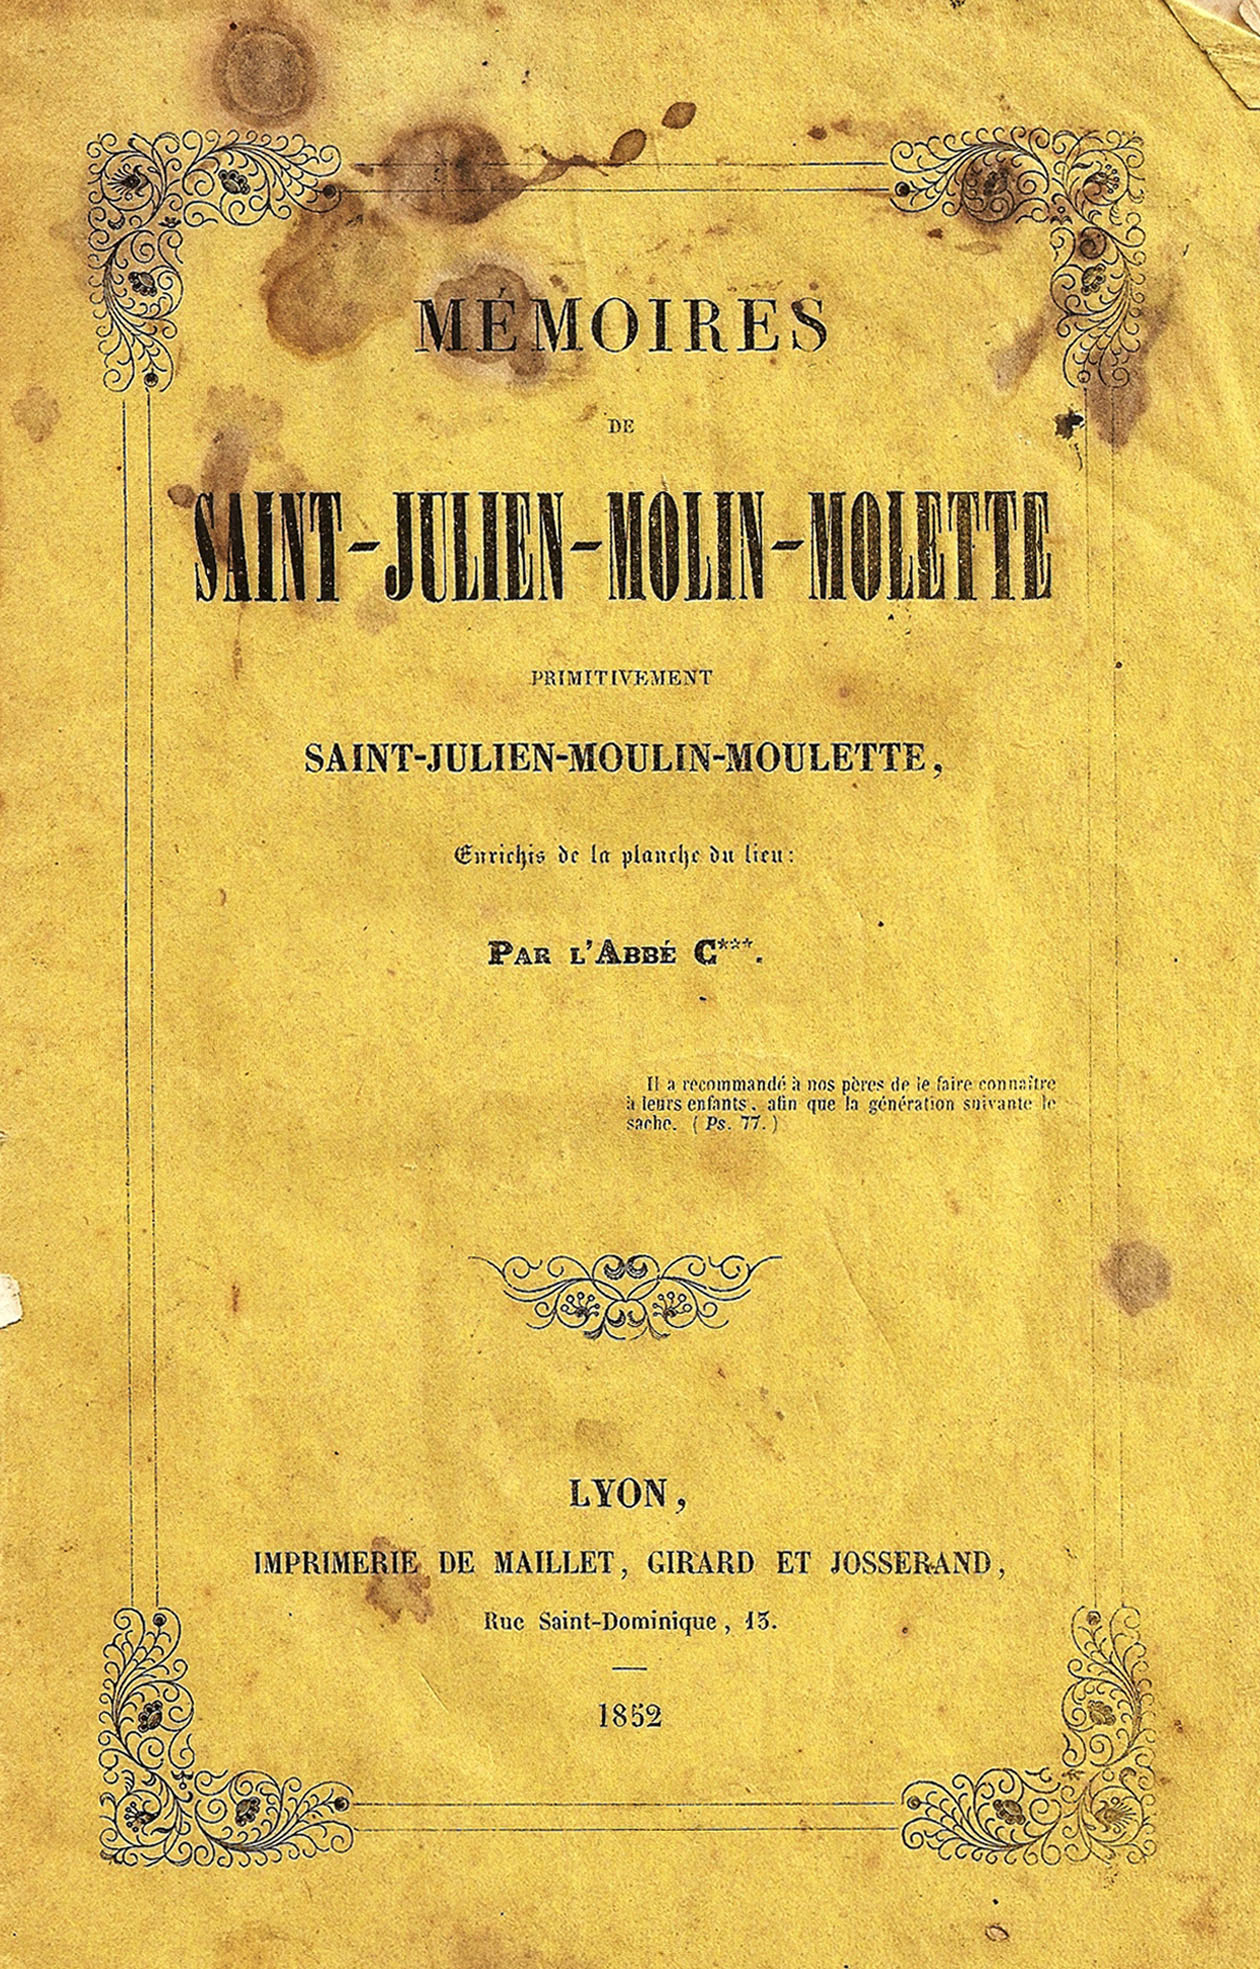 MÉMOIRES
DE
SAINT-JULIEN-MOLIN-MOLETTE
PRIMITIVEMENT
SAINT-JULIEN-MOULIN-MOULETTE,
Enrichis de la planche du lieu:
PAR L'ABBÉ C***.
Il a recommandé à nos pères de le faire connaître
à leurs enfants, afin que la génération suivante le
sache. (Ps. 77.)
LYON,
IMPRIMERIE DE MAILLET, GIRARD ET JOSSERAND,
Rue Saint-Dominique, 13.
1852